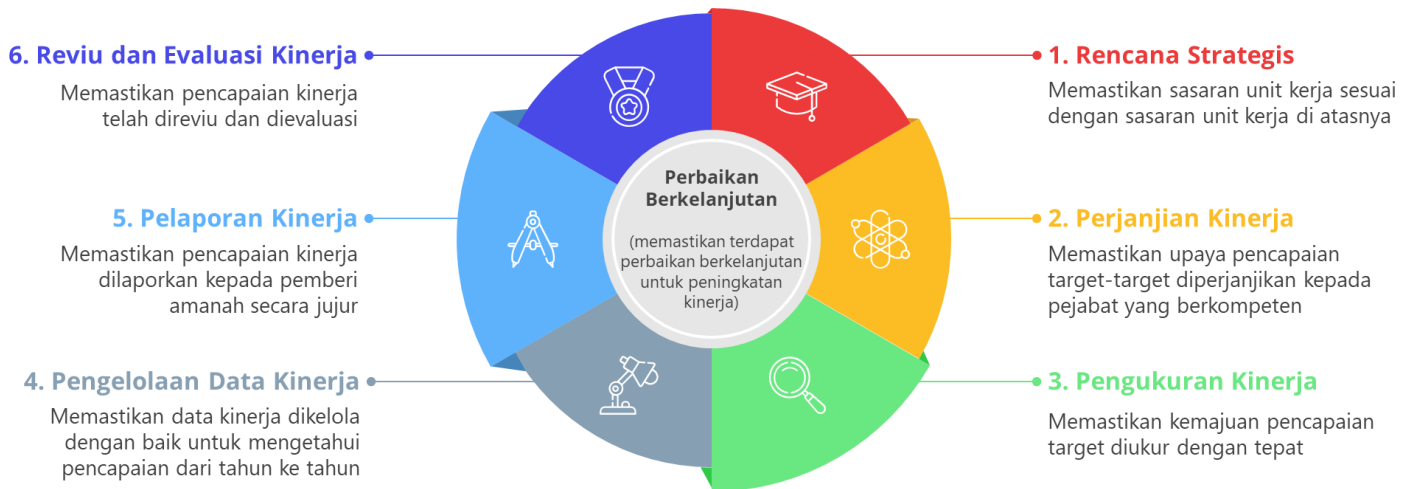 1. Rencana Strategis
Memastikan sasaran unit kerja sesuai
dengan sasaran unit kerja di atasnya
2. Perjanjian Kinerja
Memastikan upaya pencapaian
target-target diperjanjikan kepada
pejabat yang berkompeten
3. Pengukuran Kinerja
Memastikan kemajuan pencapaian
target diukur dengan tepat
4. Pengelolaan Data Kinerja
Memastikan data kinerja dikelola
dengan baik untuk mengetahui
pencapaian dari tahun ke tahun
5. Pelaporan Kinerja
Memastikan pencapaian kinerja
dilaporkan kepada pemberi
amanah secara jujur
6. Reviu dan Evaluasi Kinerja
Memastikan pencapaian kinerja
telah direviu dan dievaluasi
Perbaikan
Berkelanjutan
(memastikan terdapat
perbaikan berkelanjutan
untuk peningkatan
kinerja)